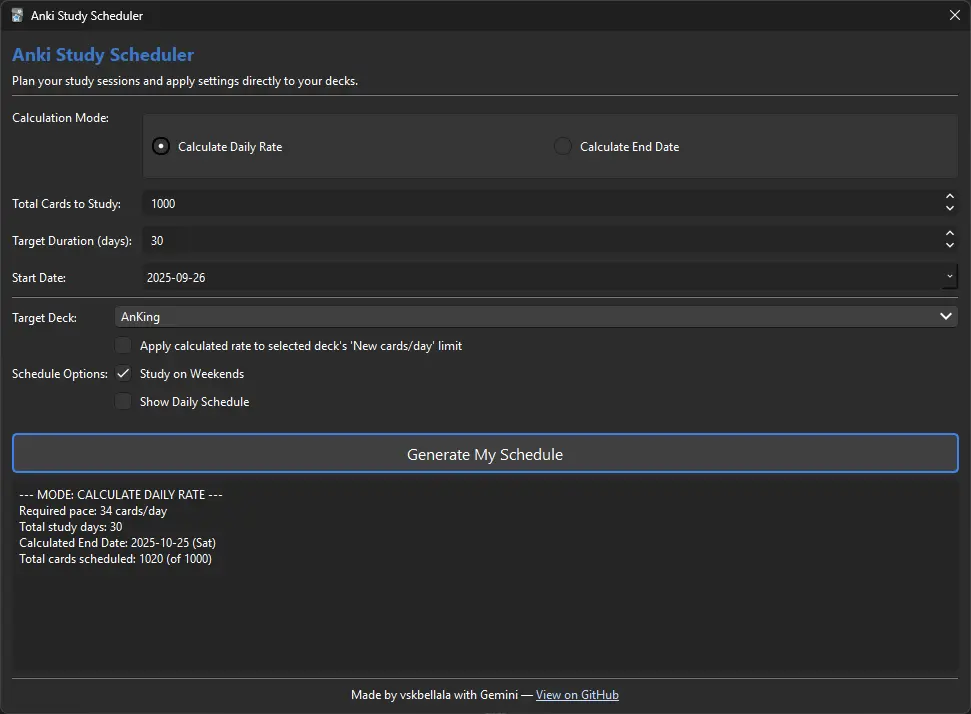 Anki Study Scheduler
Anki Study Scheduler
Plan your study sessions and apply settings directly to your decks.
Calculation Mode:
Calculate Daily Rate Calculate End Date
Total Cards to Study: 1000
Target Duration (days): 30
Start Date: 2025-09-26
Target Deck: AnKing
Apply calculated rate to selected deck's 'New cards/day' limit
Schedule Options: Study on Weekends
Show Daily Schedule
Generate My Schedule
--- MODE: CALCULATE DAILY RATE ---
Required pace: 34 cards/day
Total study days: 30
Calculated End Date: 2025-10-25 (Sat)
Total cards scheduled: 1020 (of 1000)
Made by vskbellala with Gemini — View on GitHub